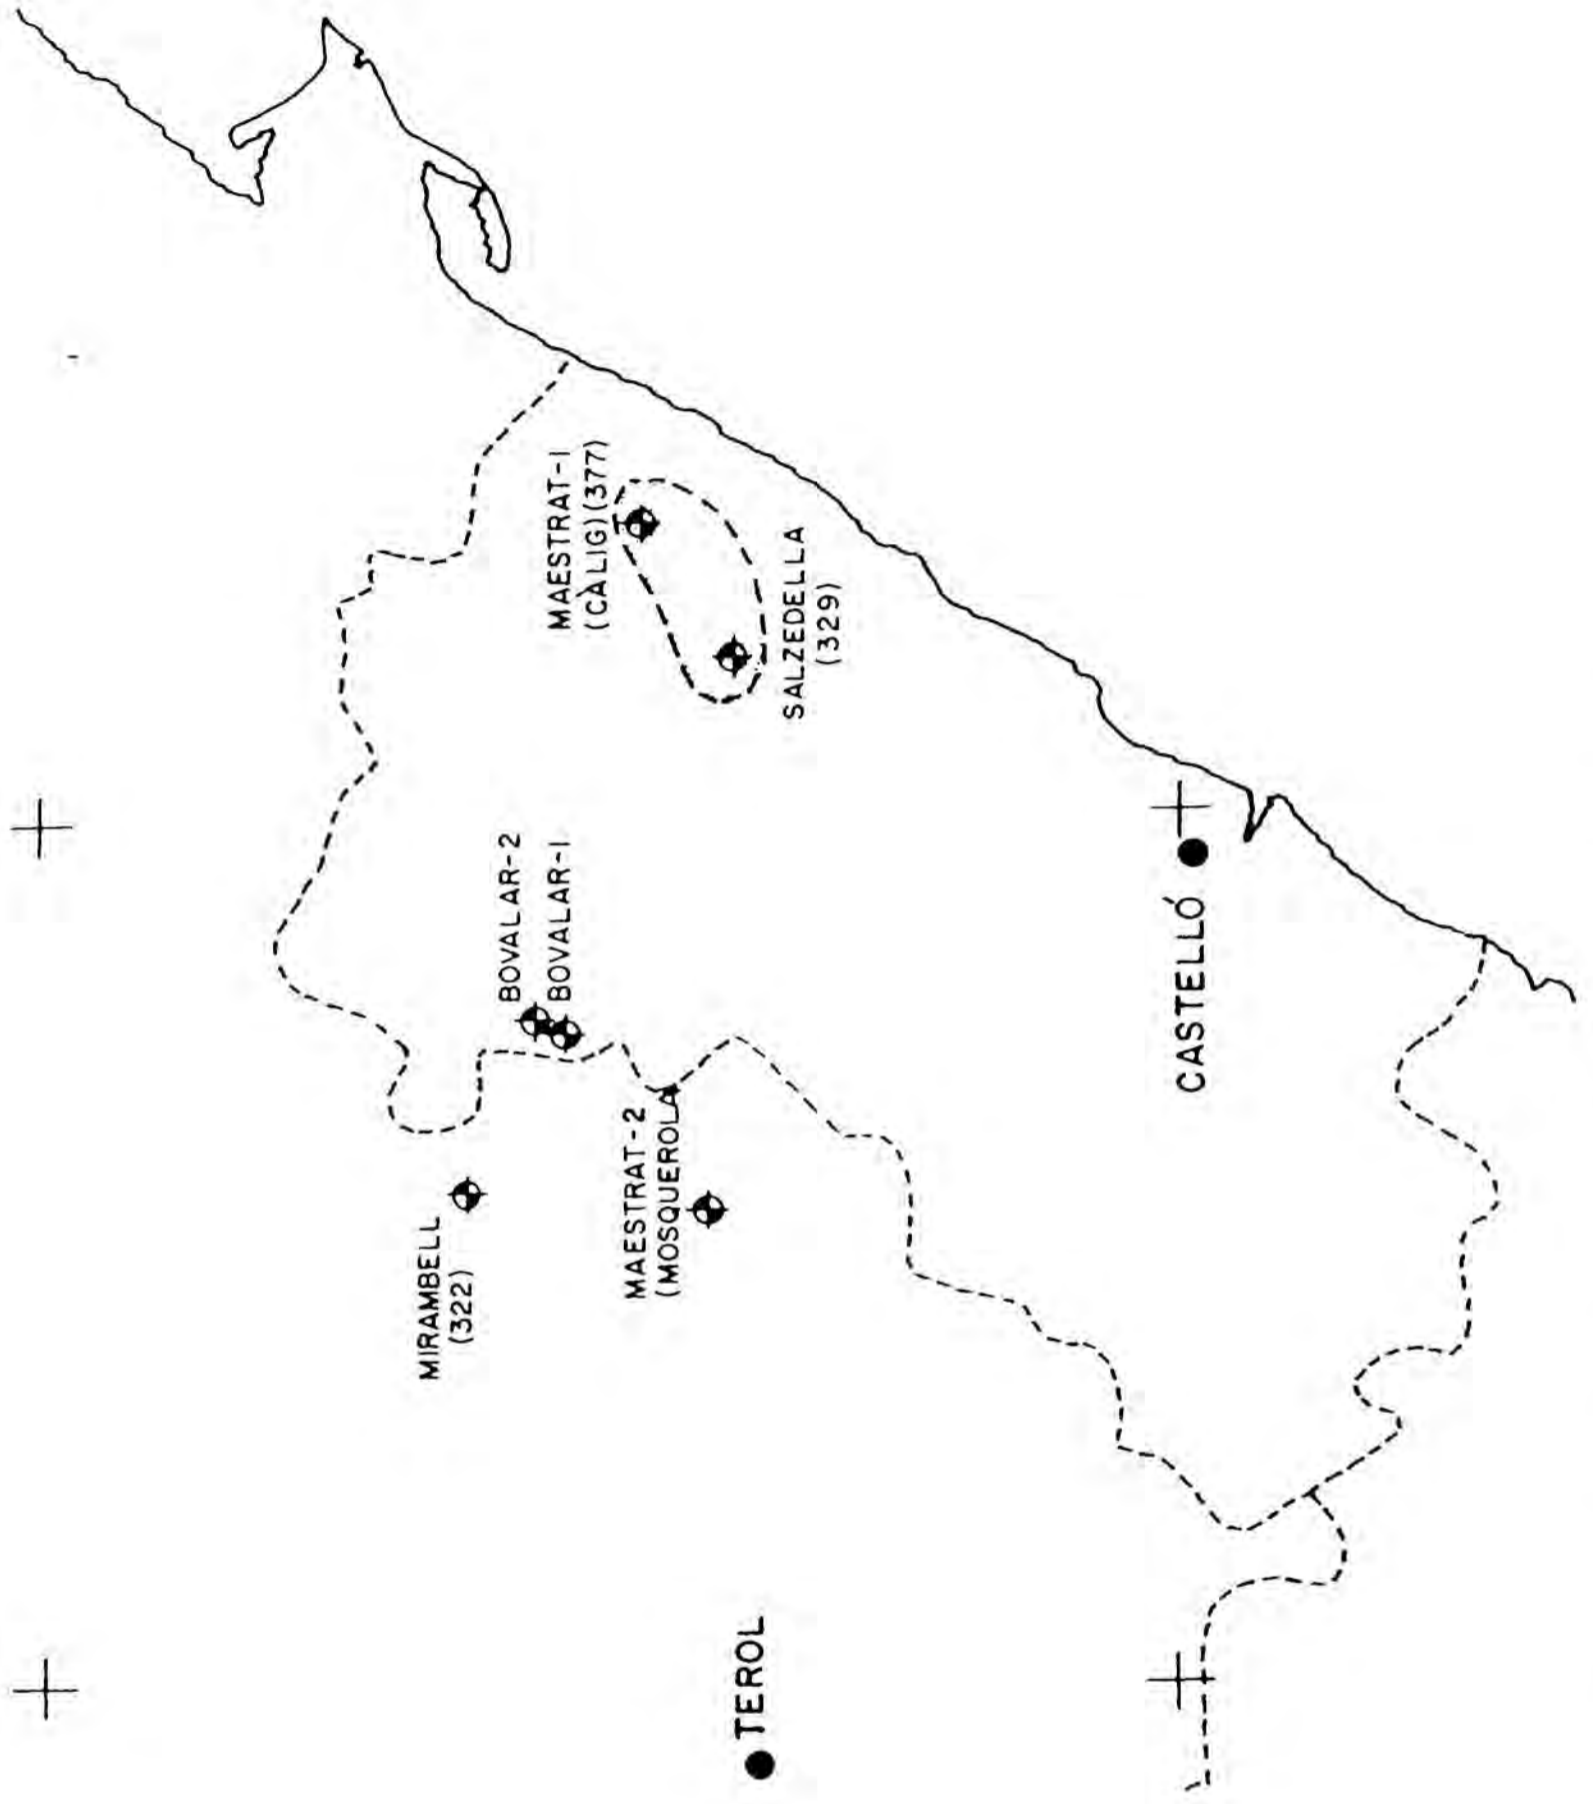 MAESTRAT-1
(CÀLIG)(377)
SALZEDELLA
(329)
BOVALAR-2
BOVALAR-1
MIRAMBELL
(322)
MAESTRAT-2
(MOSQUEROLA
CASTELLÓ
TEROL